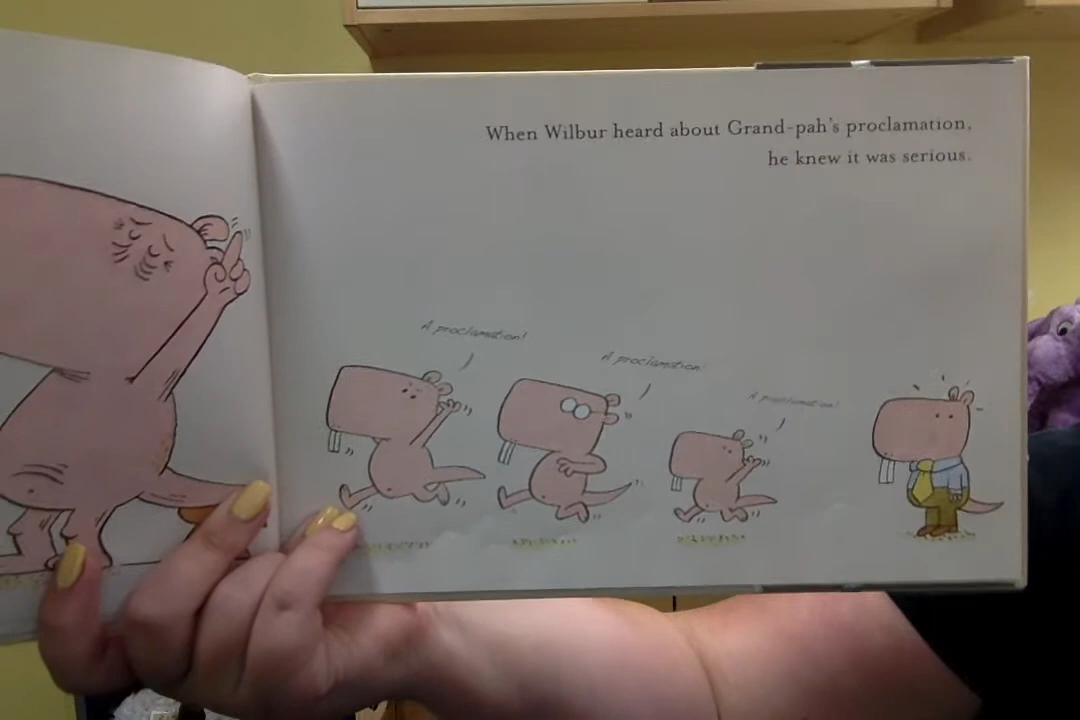 When Wilbur heard about Grand-pah's proclamation,
he knew it was serious.
A proclamation!
A proclamation!
A proclamation!